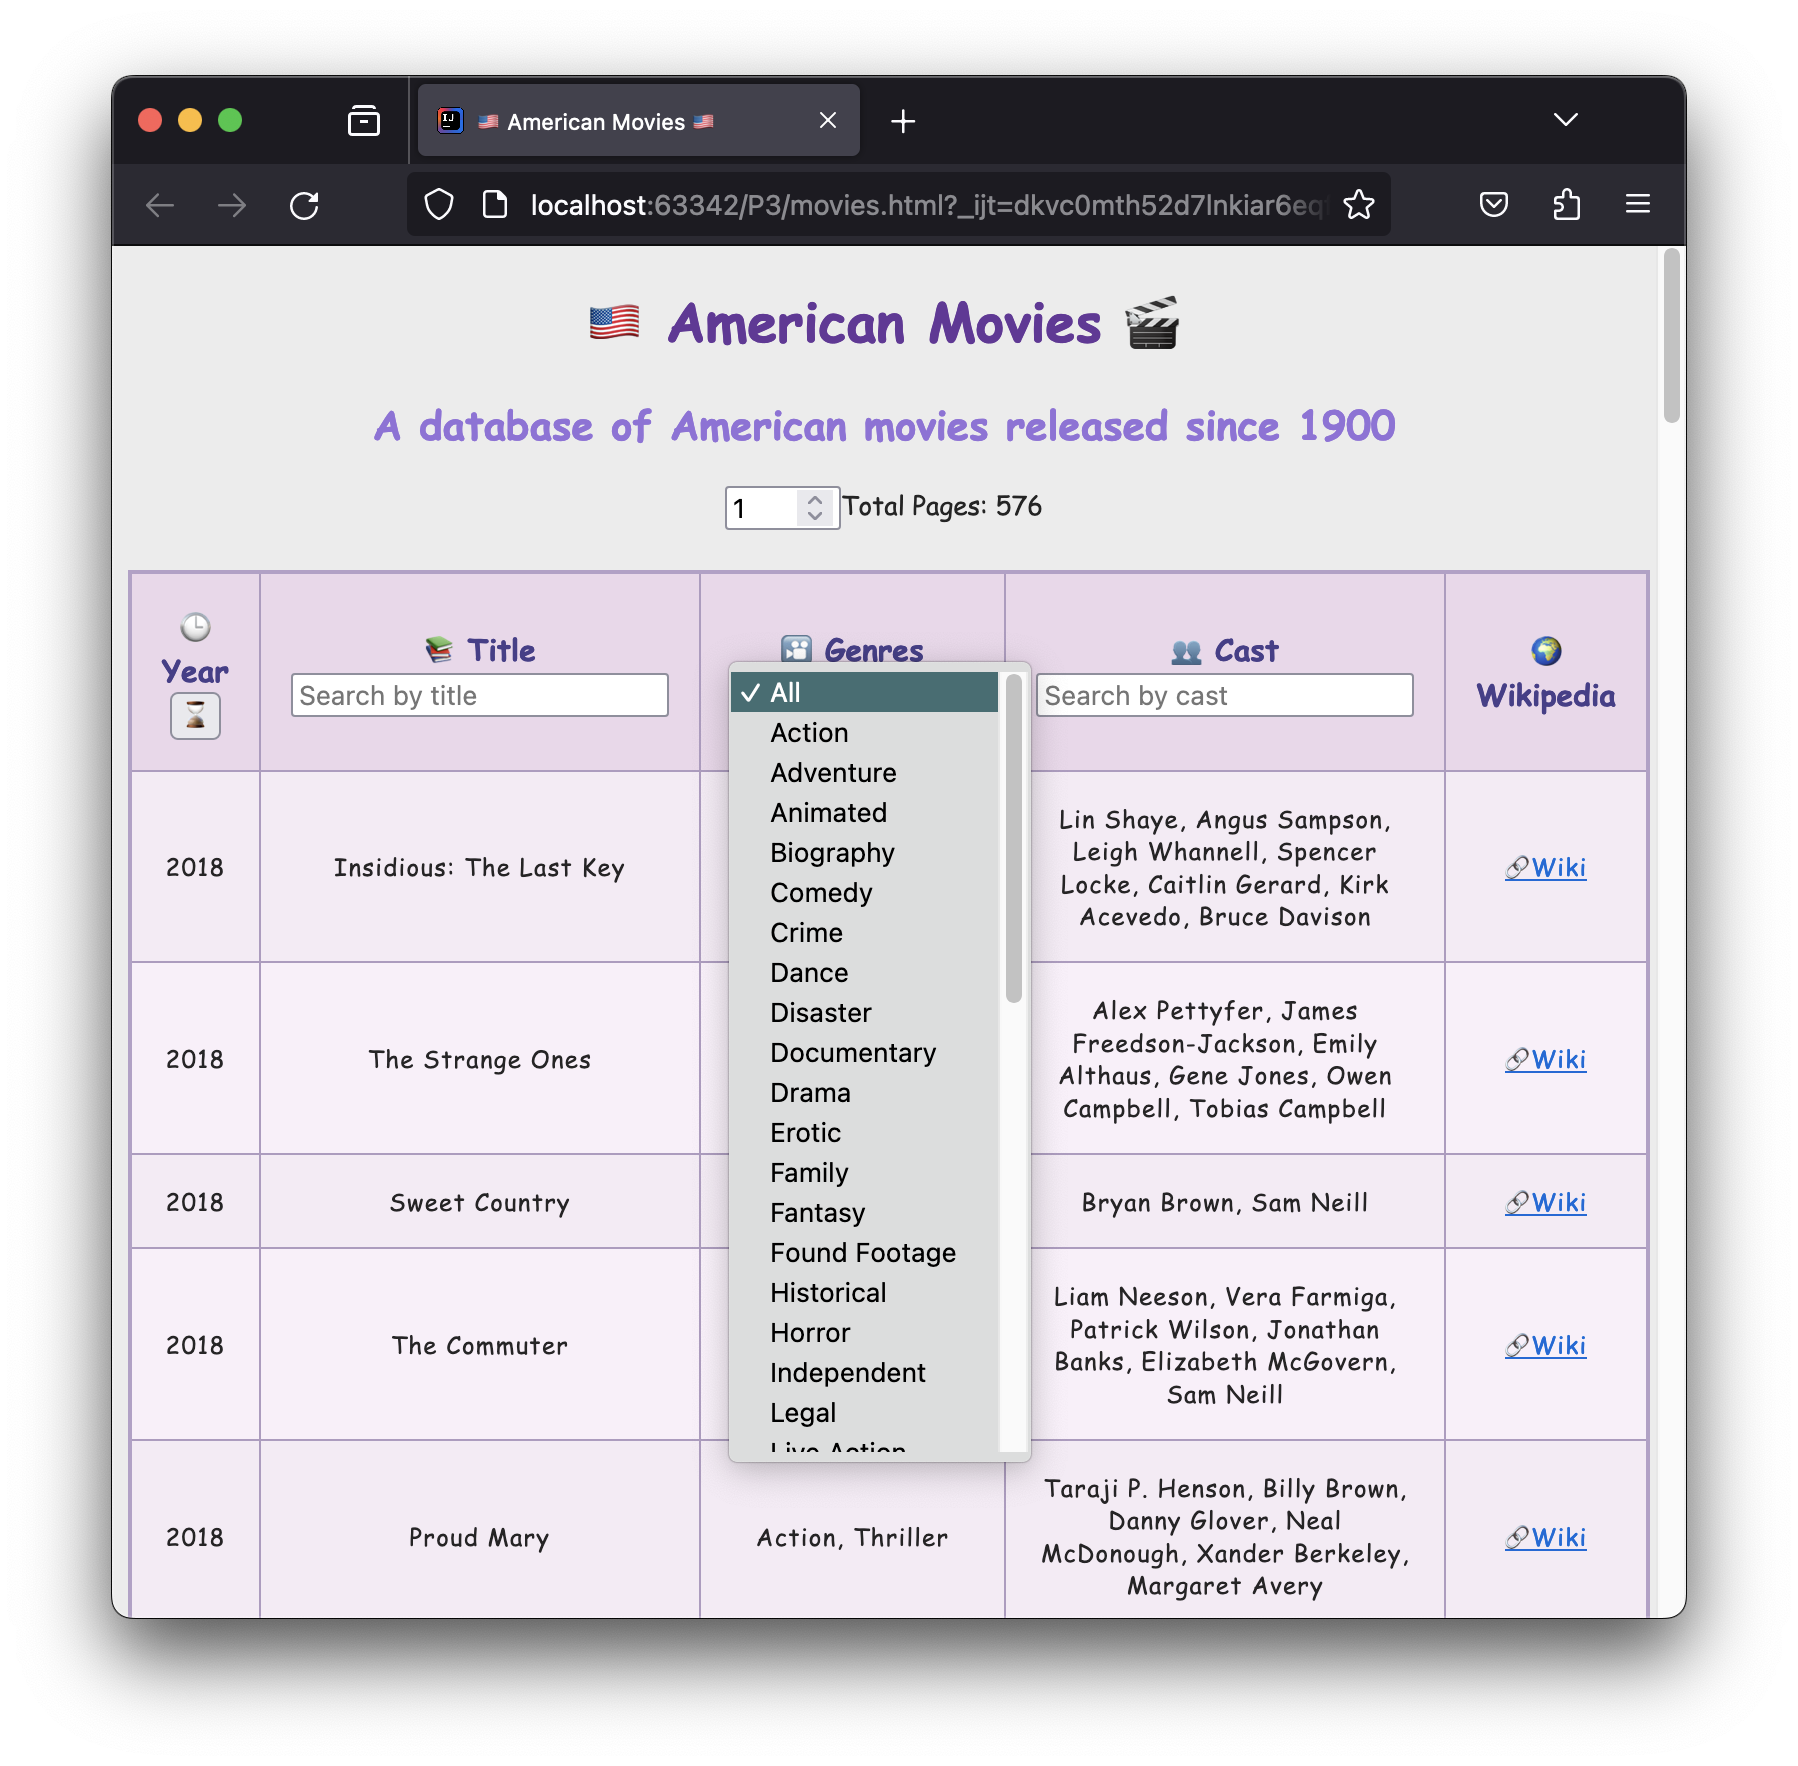 🇺🇸 American Movies 🇺🇸
localhost:63342/P3/movies.html?_ijt=dkvc0mth52d7lnkiar6eq
🇺🇸 American Movies 🎬
A database of American movies released since 1900
1 Total Pages: 576
🕒 Year
⌛
📚 Title
Search by title
🎦 Genres
👥 Cast
Search by cast
🌍 Wikipedia
✓ All
Action
Adventure
Animated
Biography
Comedy
Crime
Dance
Disaster
Documentary
Drama
Erotic
Family
Fantasy
Found Footage
Historical
Horror
Independent
Legal
Live Action
2018
Insidious: The Last Key
Lin Shaye, Angus Sampson,
Leigh Whannell, Spencer
Locke, Caitlin Gerard, Kirk
Acevedo, Bruce Davison
🔗Wiki
2018
The Strange Ones
Alex Pettyfer, James
Freedson-Jackson, Emily
Althaus, Gene Jones, Owen
Campbell, Tobias Campbell
🔗Wiki
2018
Sweet Country
Bryan Brown, Sam Neill
🔗Wiki
2018
The Commuter
Liam Neeson, Vera Farmiga,
Patrick Wilson, Jonathan
Banks, Elizabeth McGovern,
Sam Neill
🔗Wiki
2018
Proud Mary
Action, Thriller
Taraji P. Henson, Billy Brown,
Danny Glover, Neal
McDonough, Xander Berkeley,
Margaret Avery
🔗Wiki